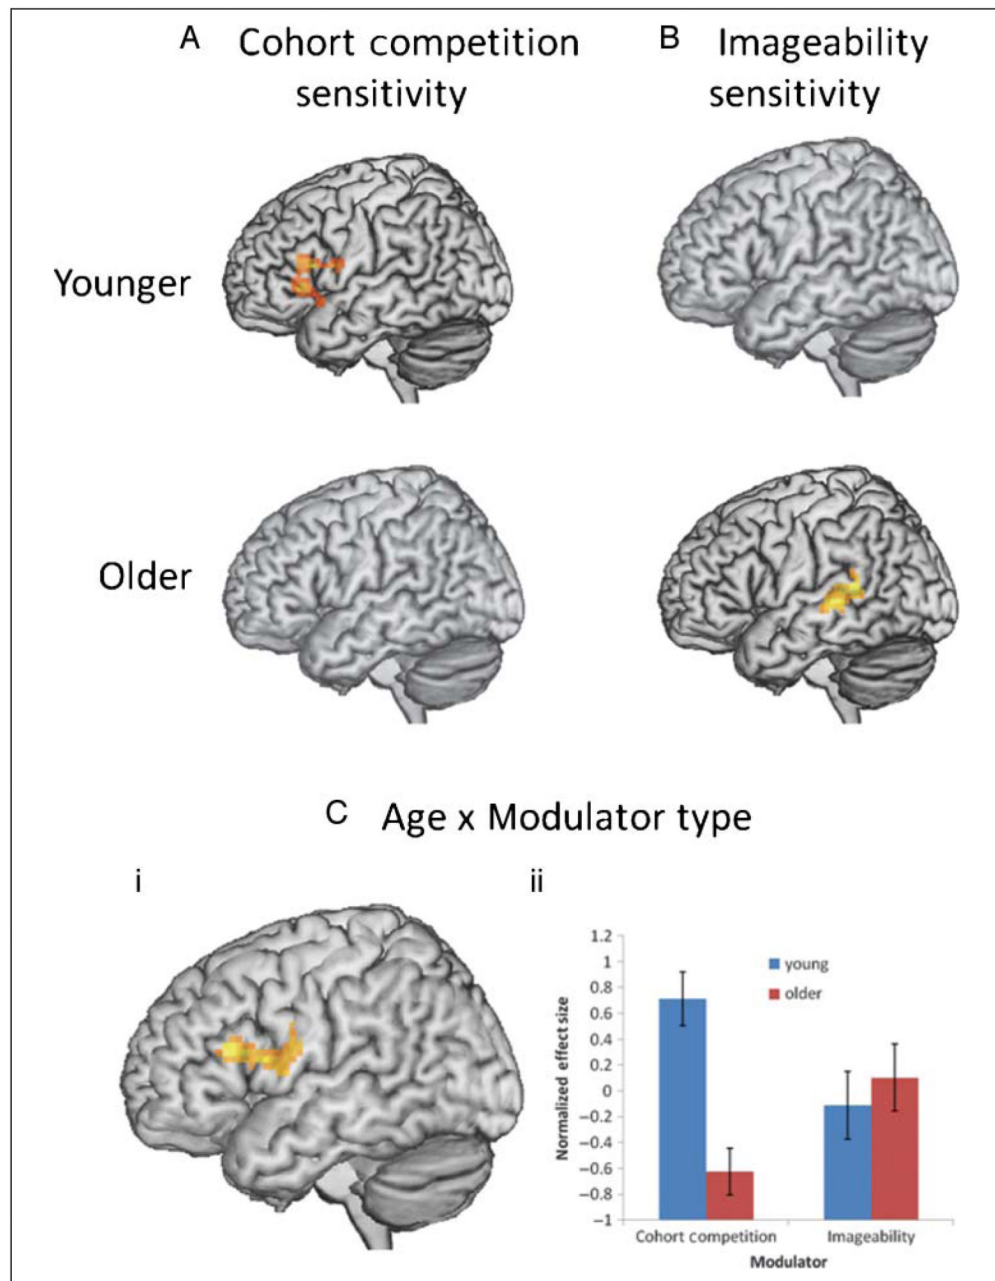 A Cohort competition sensitivity
B Imageability sensitivity
Younger
Older
C Age x Modulator type
i
ii
1.2
1
0.8
0.6
0.4
0.2
0
−0.2
−0.4
−0.6
−0.8
−1
Normalized effect size
young
older
Cohort competition
Imageability
Modulator